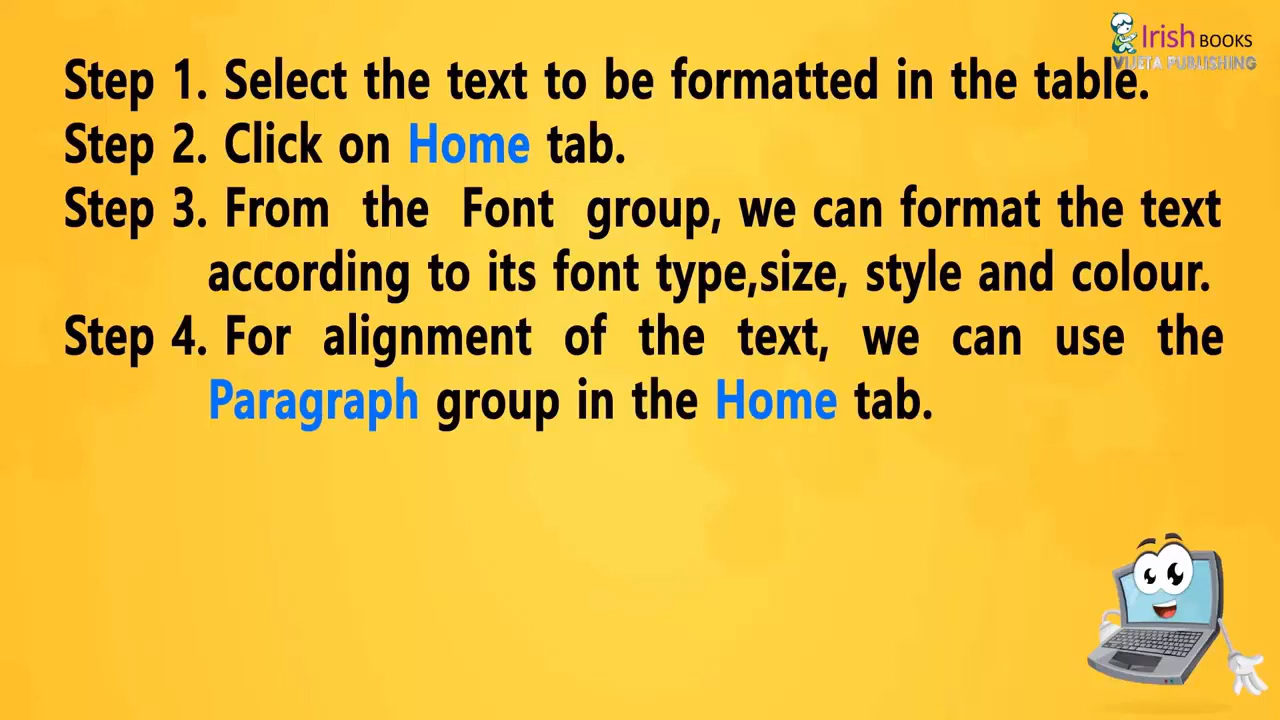 Irish BOOKS
VIJETA PUBLISHING
Step 1. Select the text to be formatted in the table.
Step 2. Click on Home tab.
Step 3. From the Font group, we can format the text
according to its font type,size, style and colour.
Step 4. For alignment of the text, we can use the
Paragraph group in the Home tab.